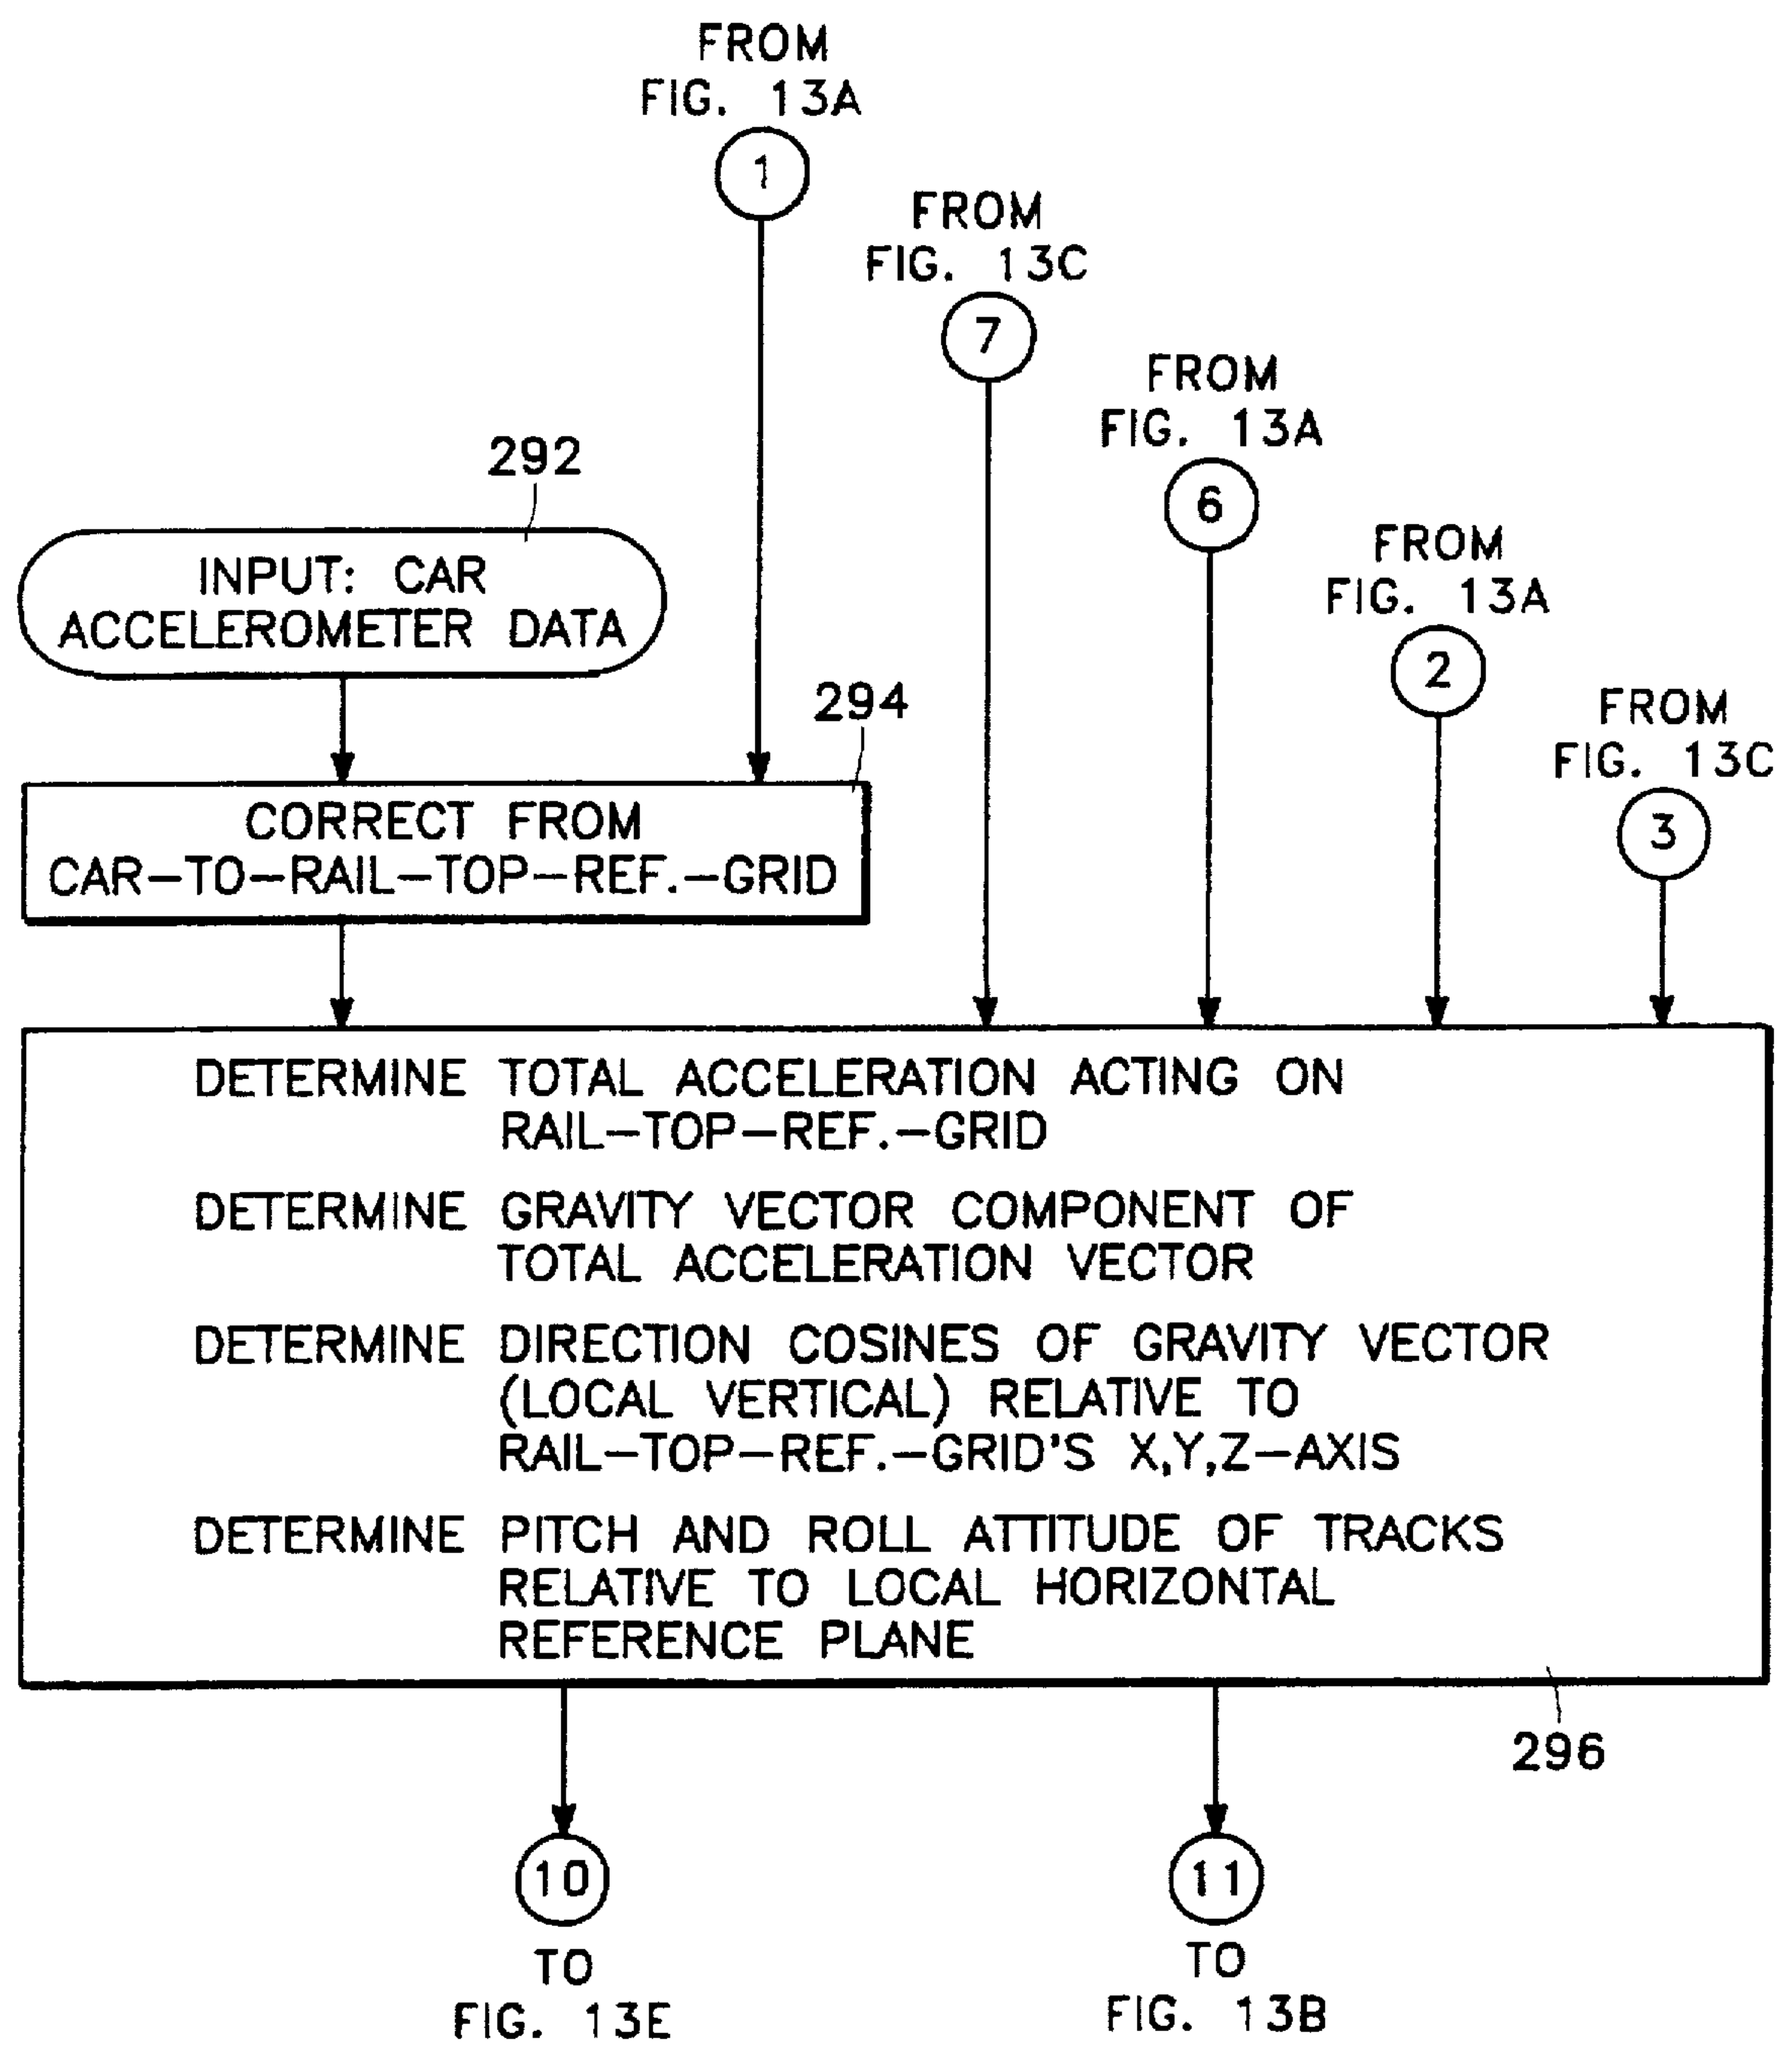 FROM
FIG. 13A
1
FROM
FIG. 13C
7
FROM
FIG. 13A
6
FROM
FIG. 13A
2
FROM
FIG. 13C
3
292
INPUT: CAR
ACCELEROMETER DATA
294
CORRECT FROM
CAR-TO-RAIL-TOP-REF.-GRID
DETERMINE TOTAL ACCELERATION ACTING ON
RAIL-TOP-REF.-GRID
DETERMINE GRAVITY VECTOR COMPONENT OF
TOTAL ACCELERATION VECTOR
DETERMINE DIRECTION COSINES OF GRAVITY VECTOR
(LOCAL VERTICAL) RELATIVE TO
RAIL-TOP-REF.-GRID'S X,Y,Z-AXIS
DETERMINE PITCH AND ROLL ATTITUDE OF TRACKS
RELATIVE TO LOCAL HORIZONTAL
REFERENCE PLANE
296
10
TO
FIG. 13E
11
TO
FIG. 13B